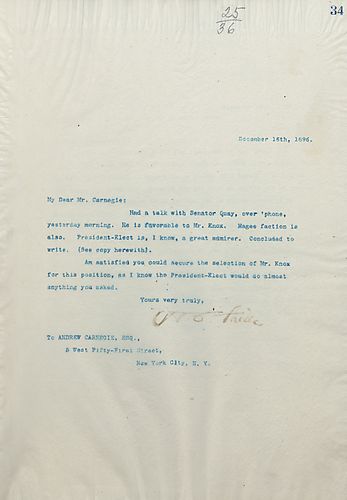 25
36
34
December 16th, 1896.
My Dear Mr. Carnegie:
Had a talk with Senator Quay, over 'phone,
yesterday morning. He is favorable to Mr. Knox. Magee faction is
also. President-Elect is, I know, a great admirer. Concluded to
write. (See copy herewith).
Am satisfied you could secure the selection of Mr. Knox
for this position, as I know the President-Elect would do almost
anything you asked.
Yours very truly,
To ANDREW CARNEGIE, ESQ.,
5 West Fifty-First Street,
New York City, N. Y.